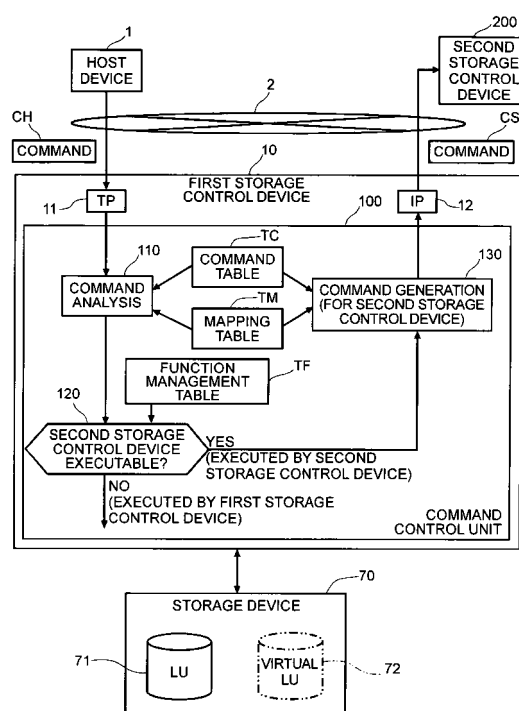 1
HOST
DEVICE
200
SECOND
STORAGE
CONTROL
DEVICE
2
CH
COMMAND
CS
COMMAND
10
FIRST STORAGE
CONTROL DEVICE
11
TP
IP
12
100
110
COMMAND
ANALYSIS
TC
COMMAND
TABLE
TM
MAPPING
TABLE
130
COMMAND GENERATION
(FOR SECOND STORAGE
CONTROL DEVICE)
FUNCTION
MANAGEMENT
TABLE
TF
120
SECOND STORAGE
CONTROL DEVICE
EXECUTABLE?
YES
(EXECUTED BY SECOND
STORAGE CONTROL DEVICE)
NO
(EXECUTED BY FIRST STORAGE
CONTROL DEVICE)
COMMAND
CONTROL UNIT
70
STORAGE DEVICE
71
LU
VIRTUAL
LU
72